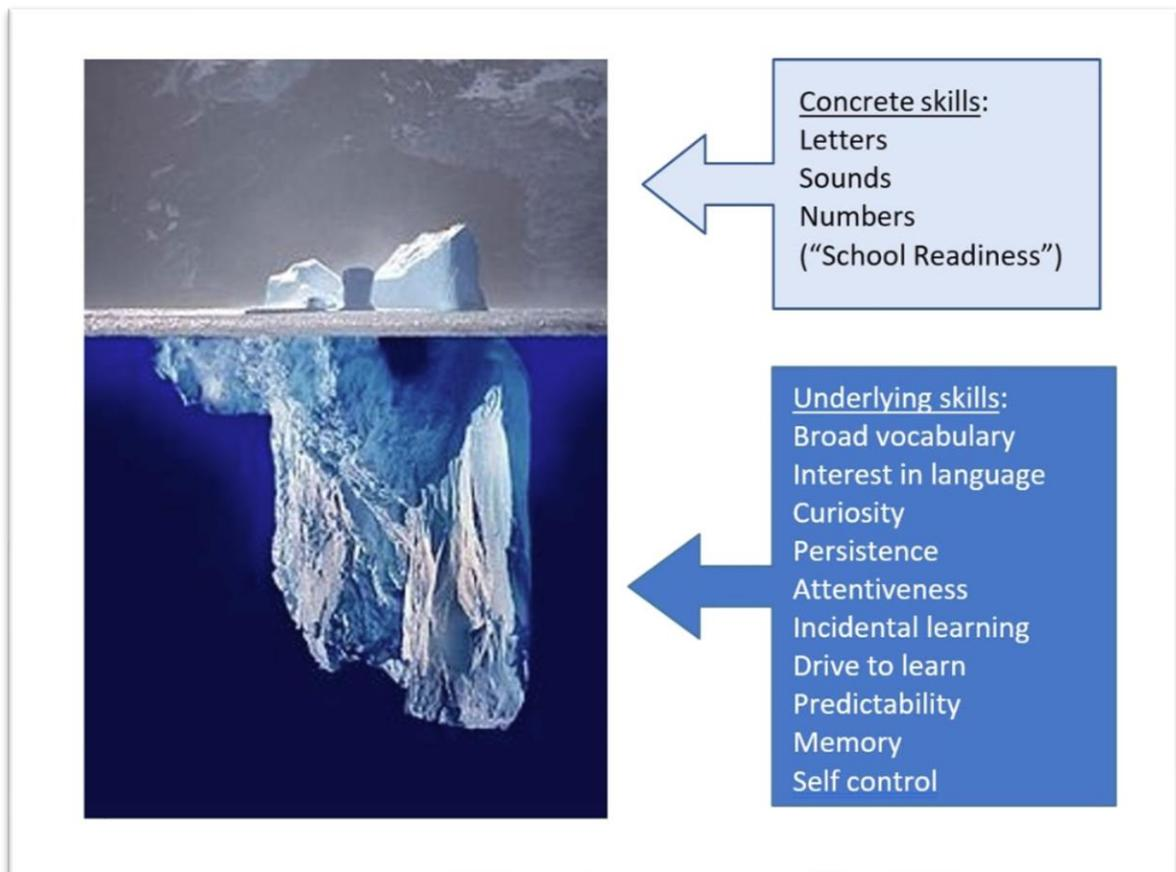 Concrete skills:
Letters
Sounds
Numbers
(“School Readiness”)
Underlying skills:
Broad vocabulary
Interest in language
Curiosity
Persistence
Attentiveness
Incidental learning
Drive to learn
Predictability
Memory
Self control